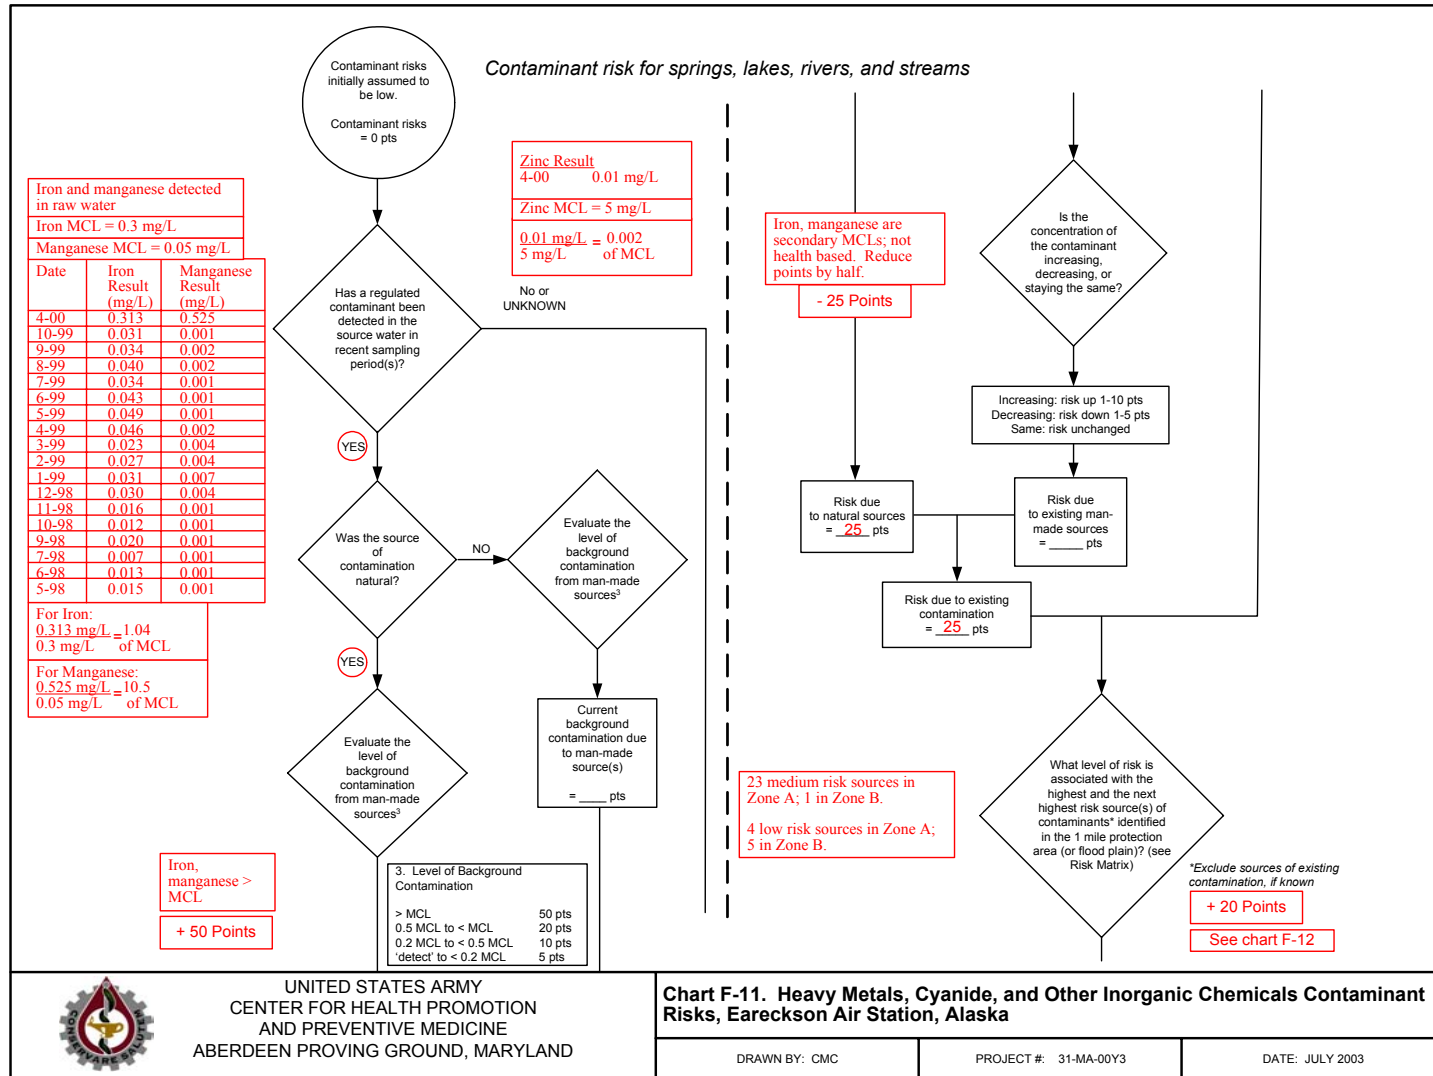 Contaminant risk for springs, lakes, rivers, and streams
Contaminant risks
initially assumed to
be low.
Contaminant risks
= 0 pts
Zinc Result
4-00 0.01 mg/L
Zinc MCL = 5 mg/L
0.01 mg/L = 0.002
5 mg/L of MCL
Iron and manganese detected
in raw water
Iron MCL = 0.3 mg/L
Manganese MCL = 0.05 mg/L
Date Iron Manganese
Result Result
(mg/L) (mg/L)
4-00 0.313 0.525
10-99 0.031 0.001
9-99 0.034 0.002
8-99 0.040 0.002
7-99 0.034 0.001
6-99 0.043 0.001
5-99 0.049 0.001
4-99 0.046 0.002
3-99 0.023 0.004
2-99 0.027 0.004
1-99 0.031 0.007
12-98 0.030 0.004
11-98 0.016 0.001
10-98 0.012 0.001
9-98 0.020 0.001
7-98 0.007 0.001
6-98 0.013 0.001
5-98 0.015 0.001
For Iron:
0.313 mg/L = 1.04
0.3 mg/L of MCL
For Manganese:
0.525 mg/L = 10.5
0.05 mg/L of MCL
Has a regulated
contaminant been
detected in the
source water in
recent sampling
period(s)?
No or
UNKNOWN
YES
Was the source
of
contamination
natural?
NO
Evaluate the
level of
background
contamination
from man-made
sources3
YES
Evaluate the
level of
background
contamination
from man-made
sources3
Current
background
contamination due
to man-made
source(s)
= ____ pts
Iron,
manganese >
MCL
+ 50 Points
3. Level of Background
Contamination
> MCL 50 pts
0.5 MCL to < MCL 20 pts
0.2 MCL to < 0.5 MCL 10 pts
'detect' to < 0.2 MCL 5 pts
Iron, manganese are
secondary MCLs; not
health based. Reduce
points by half.
- 25 Points
Is the
concentration of
the contaminant
increasing,
decreasing, or
staying the same?
Increasing: risk up 1-10 pts
Decreasing: risk down 1-5 pts
Same: risk unchanged
Risk due
to natural sources
= 25 pts
Risk due
to existing man-
made sources
= _____ pts
Risk due to existing
contamination
= 25 pts
23 medium risk sources in
Zone A; 1 in Zone B.
4 low risk sources in Zone A;
5 in Zone B.
What level of risk is
associated with the
highest and the next
highest risk source(s) of
contaminants* identified
in the 1 mile protection
area (or flood plain)? (see
Risk Matrix)
*Exclude sources of existing
contamination, if known
+ 20 Points
See chart F-12
CONSERVARE SALUTEM
UNITED STATES ARMY
CENTER FOR HEALTH PROMOTION
AND PREVENTIVE MEDICINE
ABERDEEN PROVING GROUND, MARYLAND
Chart F-11. Heavy Metals, Cyanide, and Other Inorganic Chemicals Contaminant
Risks, Eareckson Air Station, Alaska
DRAWN BY: CMC
PROJECT #: 31-MA-00Y3
DATE: JULY 2003